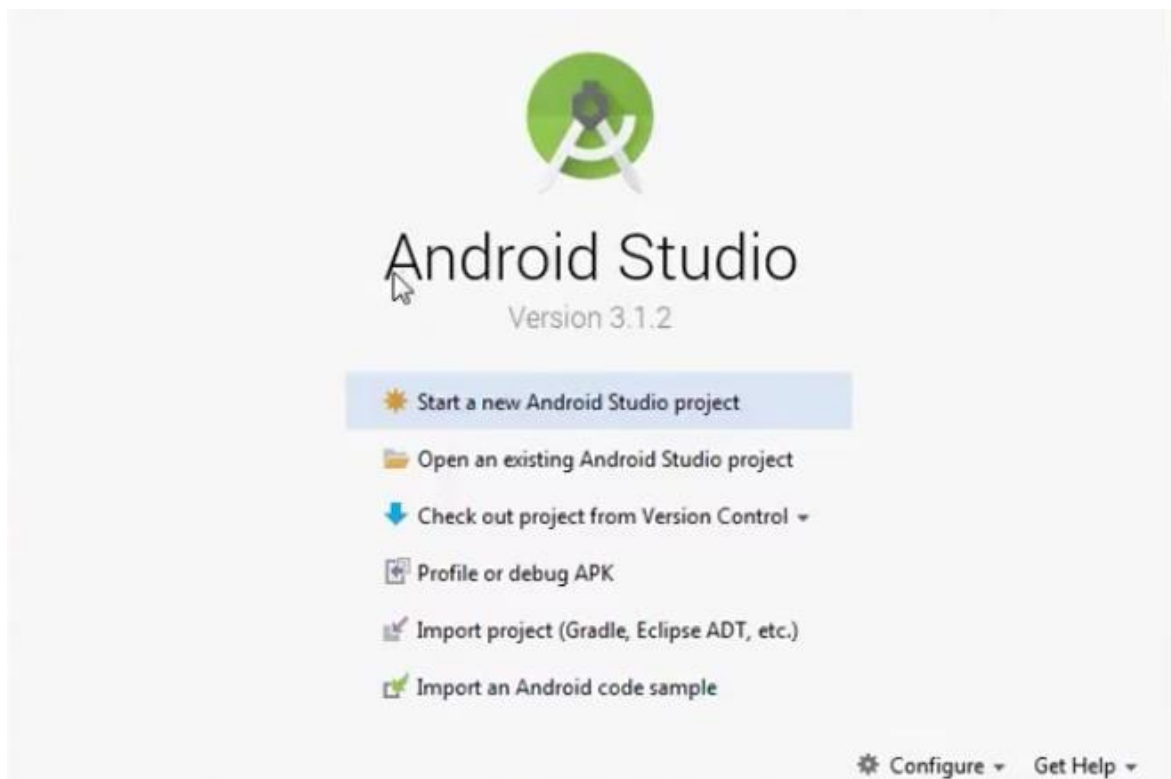 Android Studio
Version 3.1.2
Start a new Android Studio project
Open an existing Android Studio project
Check out project from Version Control
Profile or debug APK
Import project (Gradle, Eclipse ADT, etc.)
Import an Android code sample
Configure Get Help